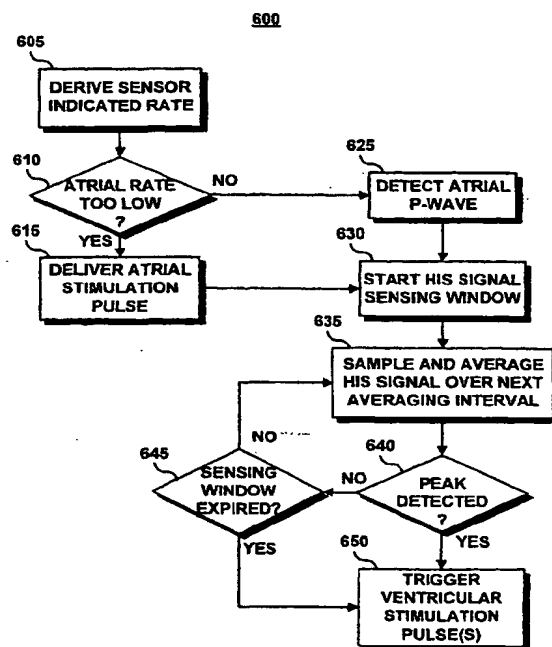 600
605
DERIVE SENSOR
INDICATED RATE
610
ATRIAL RATE
TOO LOW
?
NO
YES
615
DELIVER ATRIAL
STIMULATION
PULSE
625
DETECT ATRIAL
P-WAVE
630
START HIS SIGNAL
SENSING WINDOW
635
SAMPLE AND AVERAGE
HIS SIGNAL OVER NEXT
AVERAGING INTERVAL
640
PEAK
DETECTED
?
NO
YES
645
SENSING
WINDOW
EXPIRED?
NO
YES
650
TRIGGER
VENTRICULAR
STIMULATION
PULSE(S)